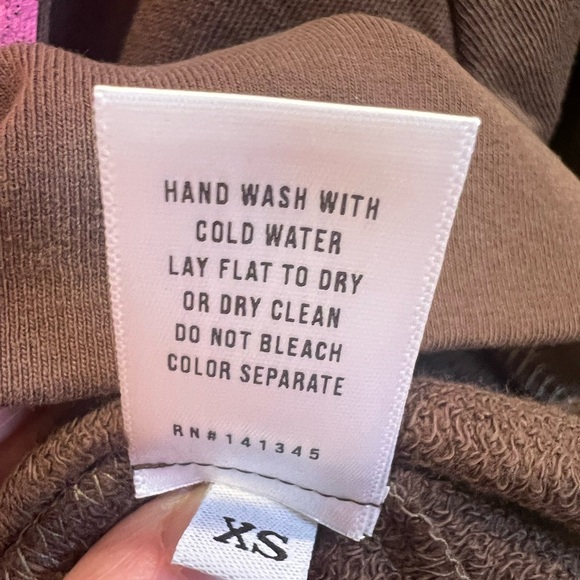 HAND WASH WITH
COLD WATER
LAY FLAT TO DRY
OR DRY CLEAN
DO NOT BLEACH
COLOR SEPARATE
RN#141345
XS